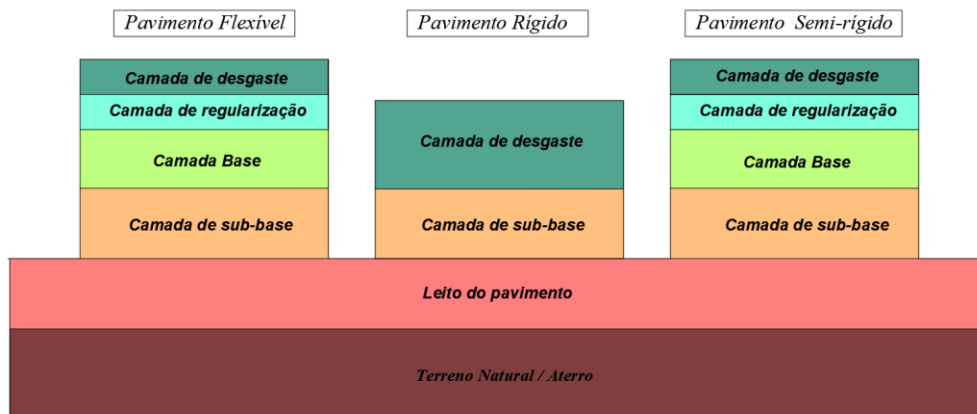 Pavimento Flexível
Pavimento Rígido
Pavimento Semi-rígido
Camada de desgaste
Camada de regularização
Camada Base
Camada de sub-base
Camada de desgaste
Camada de sub-base
Camada de desgaste
Camada de regularização
Camada Base
Camada de sub-base
Leito do pavimento
Terreno Natural / Aterro